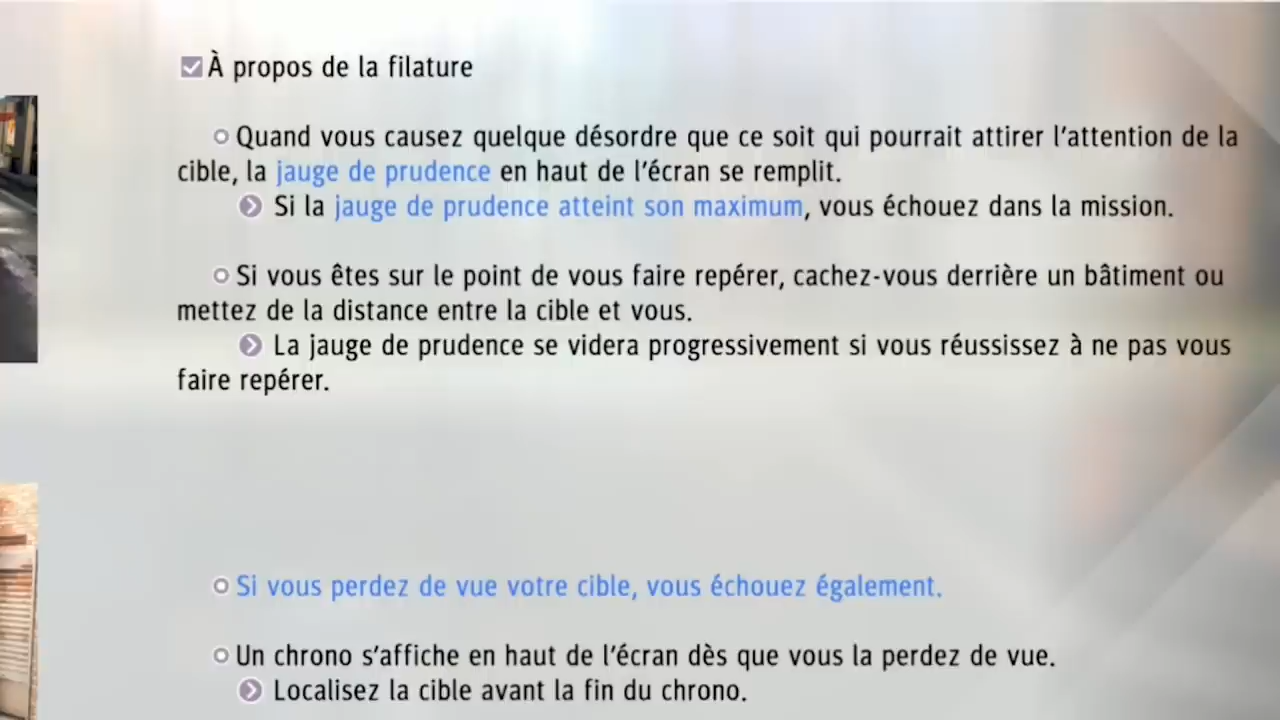 À propos de la filature
Quand vous causez quelque désordre que ce soit qui pourrait attirer l'attention de la
cible, la jauge de prudence en haut de l'écran se remplit.
Si la jauge de prudence atteint son maximum, vous échouez dans la mission.
Si vous êtes sur le point de vous faire repérer, cachez-vous derrière un bâtiment ou
mettez de la distance entre la cible et vous.
La jauge de prudence se videra progressivement si vous réussissez à ne pas vous
faire repérer.
Si vous perdez de vue votre cible, vous échouez également.
Un chrono s'affiche en haut de l'écran dès que vous la perdez de vue.
Localisez la cible avant la fin du chrono.